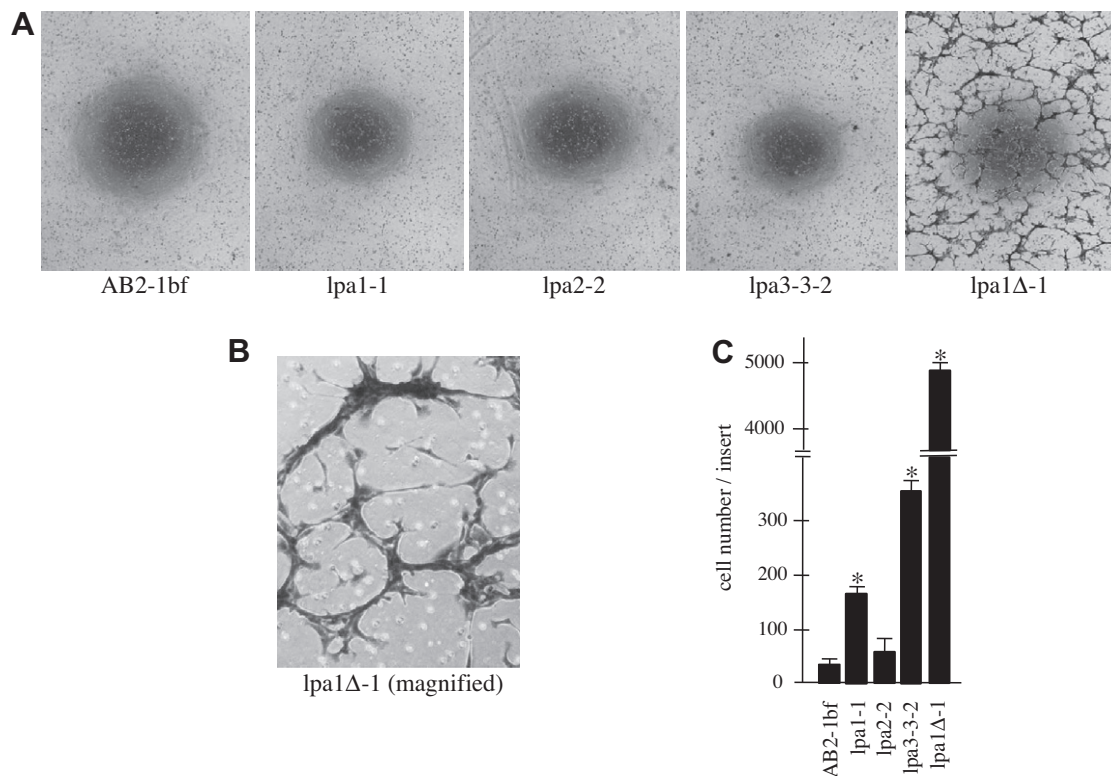 A
AB2-1bf
lpa1-1
lpa2-2
lpa3-3-2
lpa1Δ-1
B
lpa1Δ-1 (magnified)
C
cell number / insert
5000
4000
300
200
100
0
*
*
*
AB2-1bf
lpa1-1
lpa2-2
lpa3-3-2
lpa1Δ-1